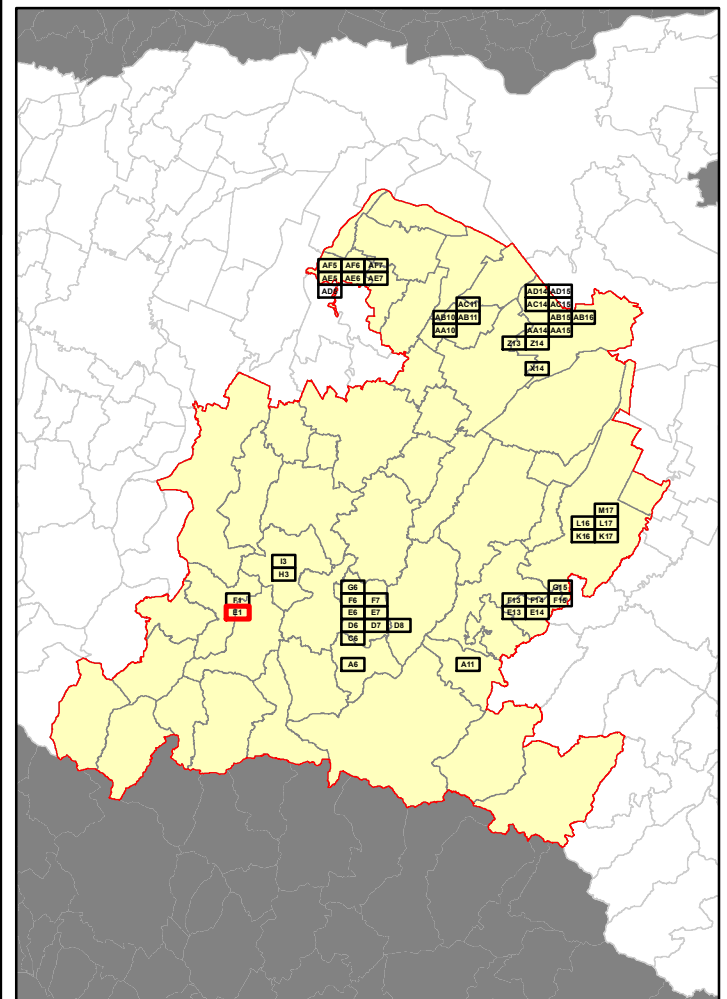 AF5 AF6 AF7
AE5 AE6 AE7
AD5
AD14 AD15
AC11 AC14 AC15
AB10 AB11 AB15 AB16
AA10 AA14 AA15
Z13 Z14
X14
M17
L16 L17
K16 K17
I3
H3
G6 G15
F1 F6 F7 F13 F14 F15
E1 E6 E7 E13 E14
D6 D7 D8
C6
A6 A11